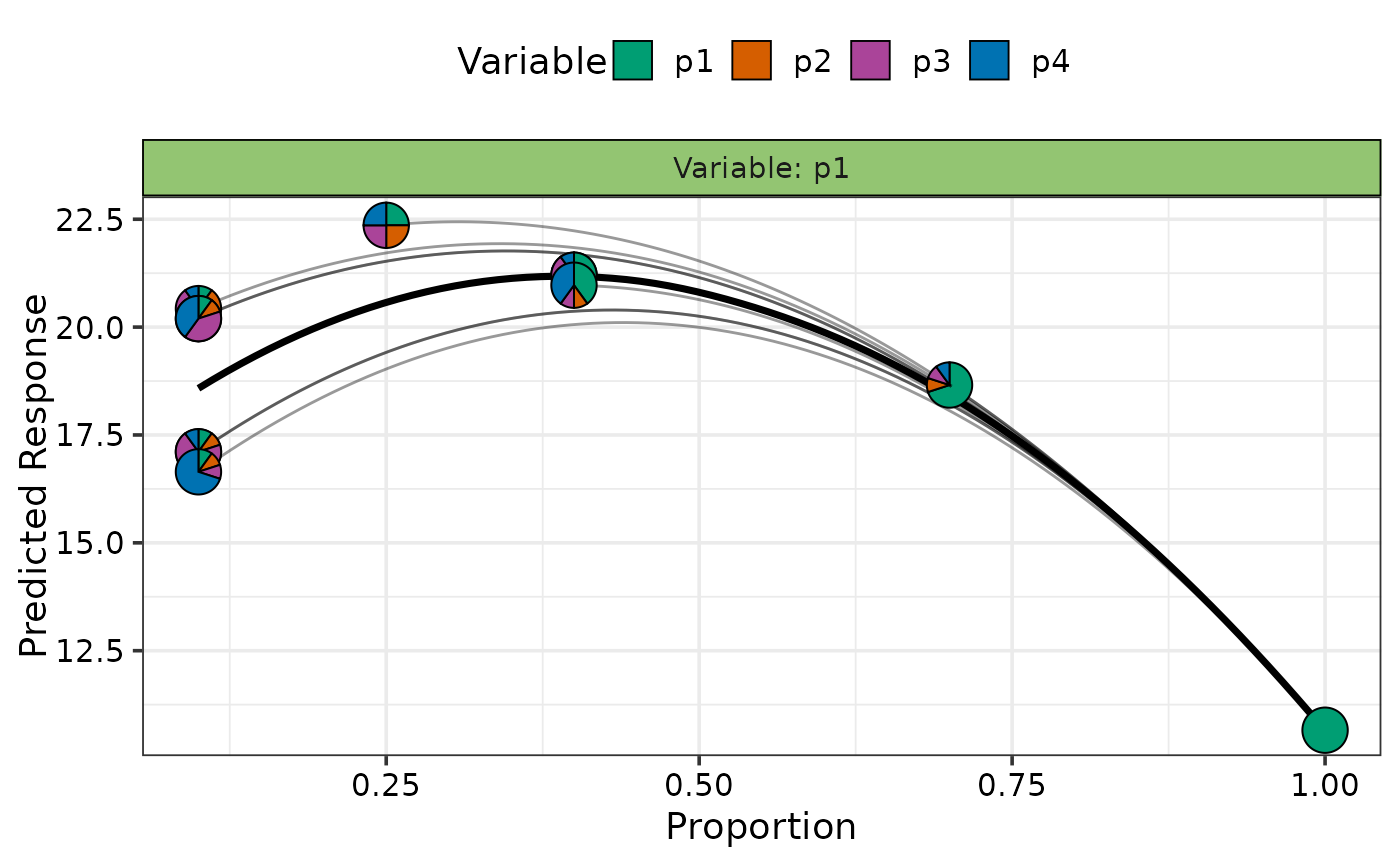 Variable p1 p2 p3 p4
Variable: p1
22.5
20.0
17.5
15.0
12.5
Predicted Response
0.25 0.50 0.75 1.00
Proportion